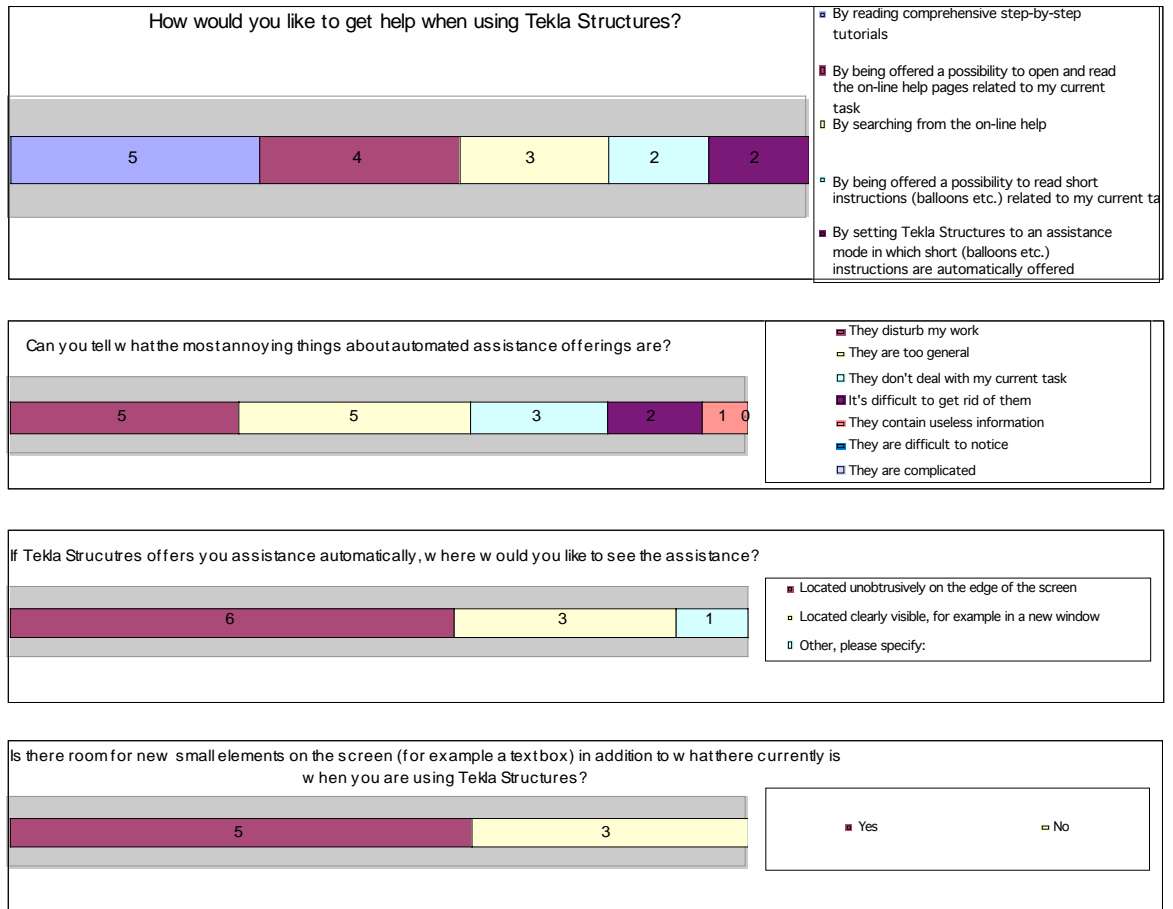 How would you like to get help when using Tekla Structures?
By reading comprehensive step-by-step
tutorials
By being offered a possibility to open and read
the on-line help pages related to my current
task
By searching from the on-line help
By being offered a possibility to read short
instructions (balloons etc.) related to my current ta
By setting Tekla Structures to an assistance
mode in which short (balloons etc.)
instructions are automatically offered
5 4 3 2 2
Can you tell what the most annoying things about automated assistance offerings are?
They disturb my work
They are too general
They don't deal with my current task
It's difficult to get rid of them
They contain useless information
They are difficult to notice
They are complicated
5 5 3 2 1 0
If Tekla Strucutres offers you assistance automatically, where would you like to see the assistance?
Located unobtrusively on the edge of the screen
Located clearly visible, for example in a new window
Other, please specify:
6 3 1
Is there room for new small elements on the screen (for example a text box) in addition to what there currently is
when you are using Tekla Structures?
5 3
Yes No